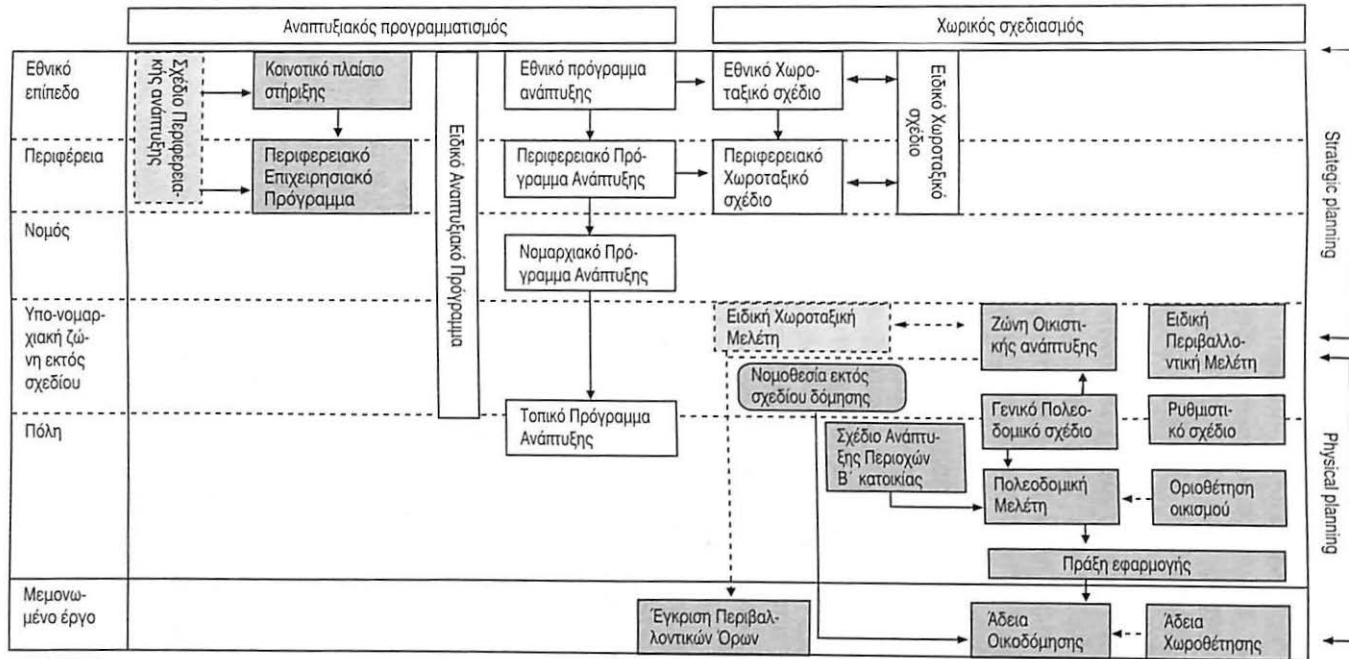 Αναπτυξιακός προγραμματισμός
Χωρικός σχεδιασμός
Εθνικό
επίπεδο
Σχέδιο Περιφερεια-
κής ανάπτυξης
Κοινοτικό πλαίσιο
στήριξης
Ειδικό Αναπτυξιακό Πρόγραμμα
Εθνικό πρόγραμμα
ανάπτυξης
Εθνικό Χωρο-
ταξικό σχέδιο
Ειδικό Χωροταξικό
σχέδιο
Strategic planning
Περιφέρεια
Περιφερειακό
Επιχειρησιακό
Πρόγραμμα
Περιφερειακό Πρό-
γραμμα Ανάπτυξης
Περιφερειακό
Χωροταξικό
σχέδιο
Νομός
Νομαρχιακό Πρό-
γραμμα Ανάπτυξης
Υπο-νομαρ-
χιακή ζώ-
νη εκτός
σχεδίου
Ειδική Χωροταξική
Μελέτη
Ζώνη Οικιστι-
κής ανάπτυξης
Ειδική
Περιβαλλο-
ντική Μελέτη
Νομοθεσία εκτός
σχεδίου δόμησης
Πόλη
Τοπικό Πρόγραμμα
Ανάπτυξης
Γενικό Πολεο-
δομικό σχέδιο
Ρυθμιστι-
κό σχέδιο
Σχέδιο Ανάπτυ-
ξης Περιοχών
Β΄ κατοικίας
Πολεοδομική
Μελέτη
Οριοθέτηση
οικισμού
Physical planning
Πράξη εφαρμογής
Μεμονω-
μένο έργο
Έγκριση Περιβαλ-
λοντικών Όρων
Άδεια
Οικοδόμησης
Άδεια
Χωροθέτησης